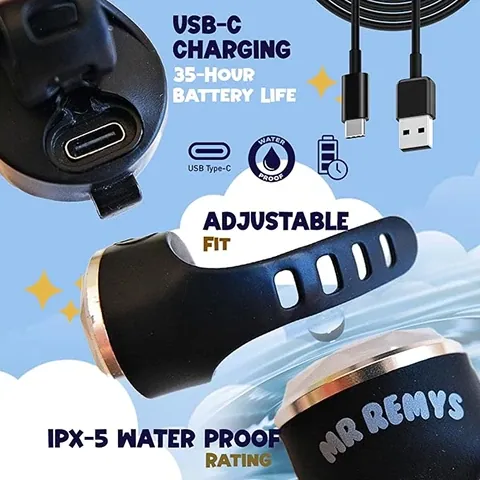 USB-C
CHARGING
35-HOUR
BATTERY LIFE
USB Type-C
WATER
PROOF
ADJUSTABLE
FIT
MR REMYS
IPX-5 WATER PROOF
RATING